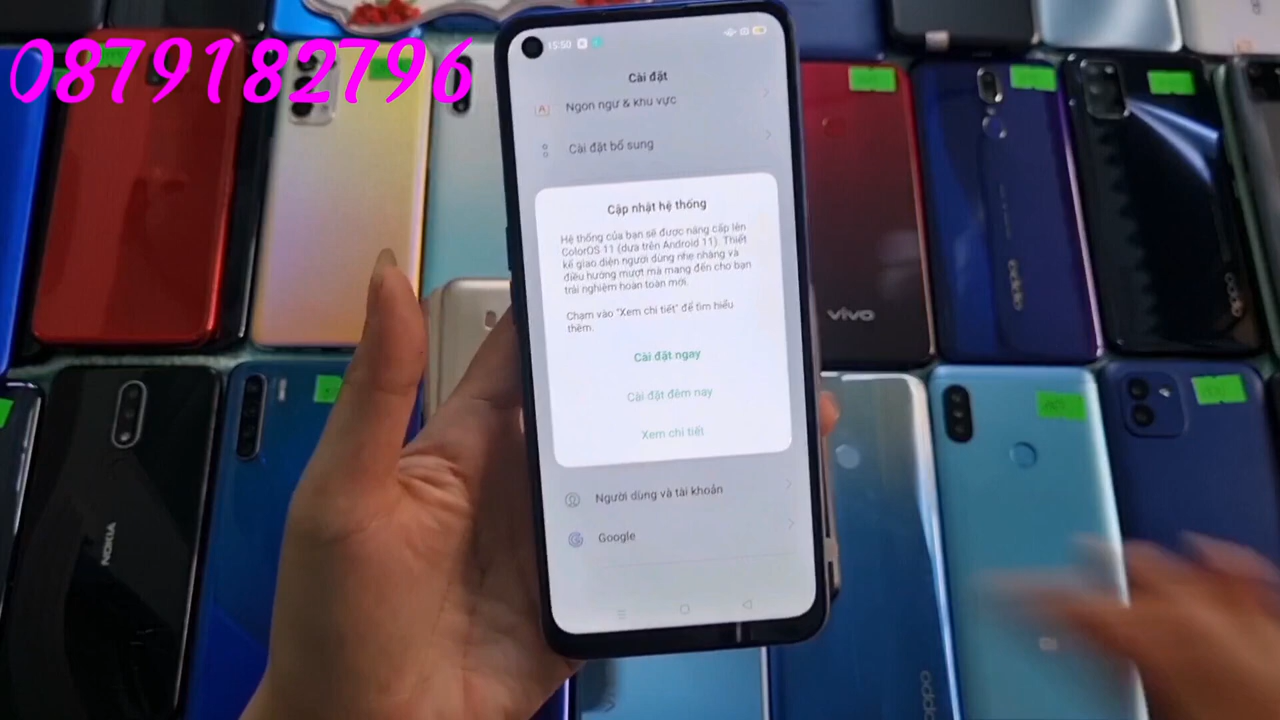 0879182796
15:50
Cài đặt
Ngôn ngữ & khu vực
Cài đặt bổ sung
Cập nhật hệ thống
Hệ thống của bạn sẽ được nâng cấp lên
ColorOS 11 (dựa trên Android 11). Thiết
kế giao diện người dùng nhẹ nhàng và
điều hướng mượt mà mang đến cho bạn
trải nghiệm hoàn toàn mới.
Chạm vào "Xem chi tiết" để tìm hiểu
thêm.
Cài đặt ngay
Cài đặt đêm nay
Xem chi tiết
Người dùng và tài khoản
Google
vivo
oppo
oppo
NOKIA
oppo